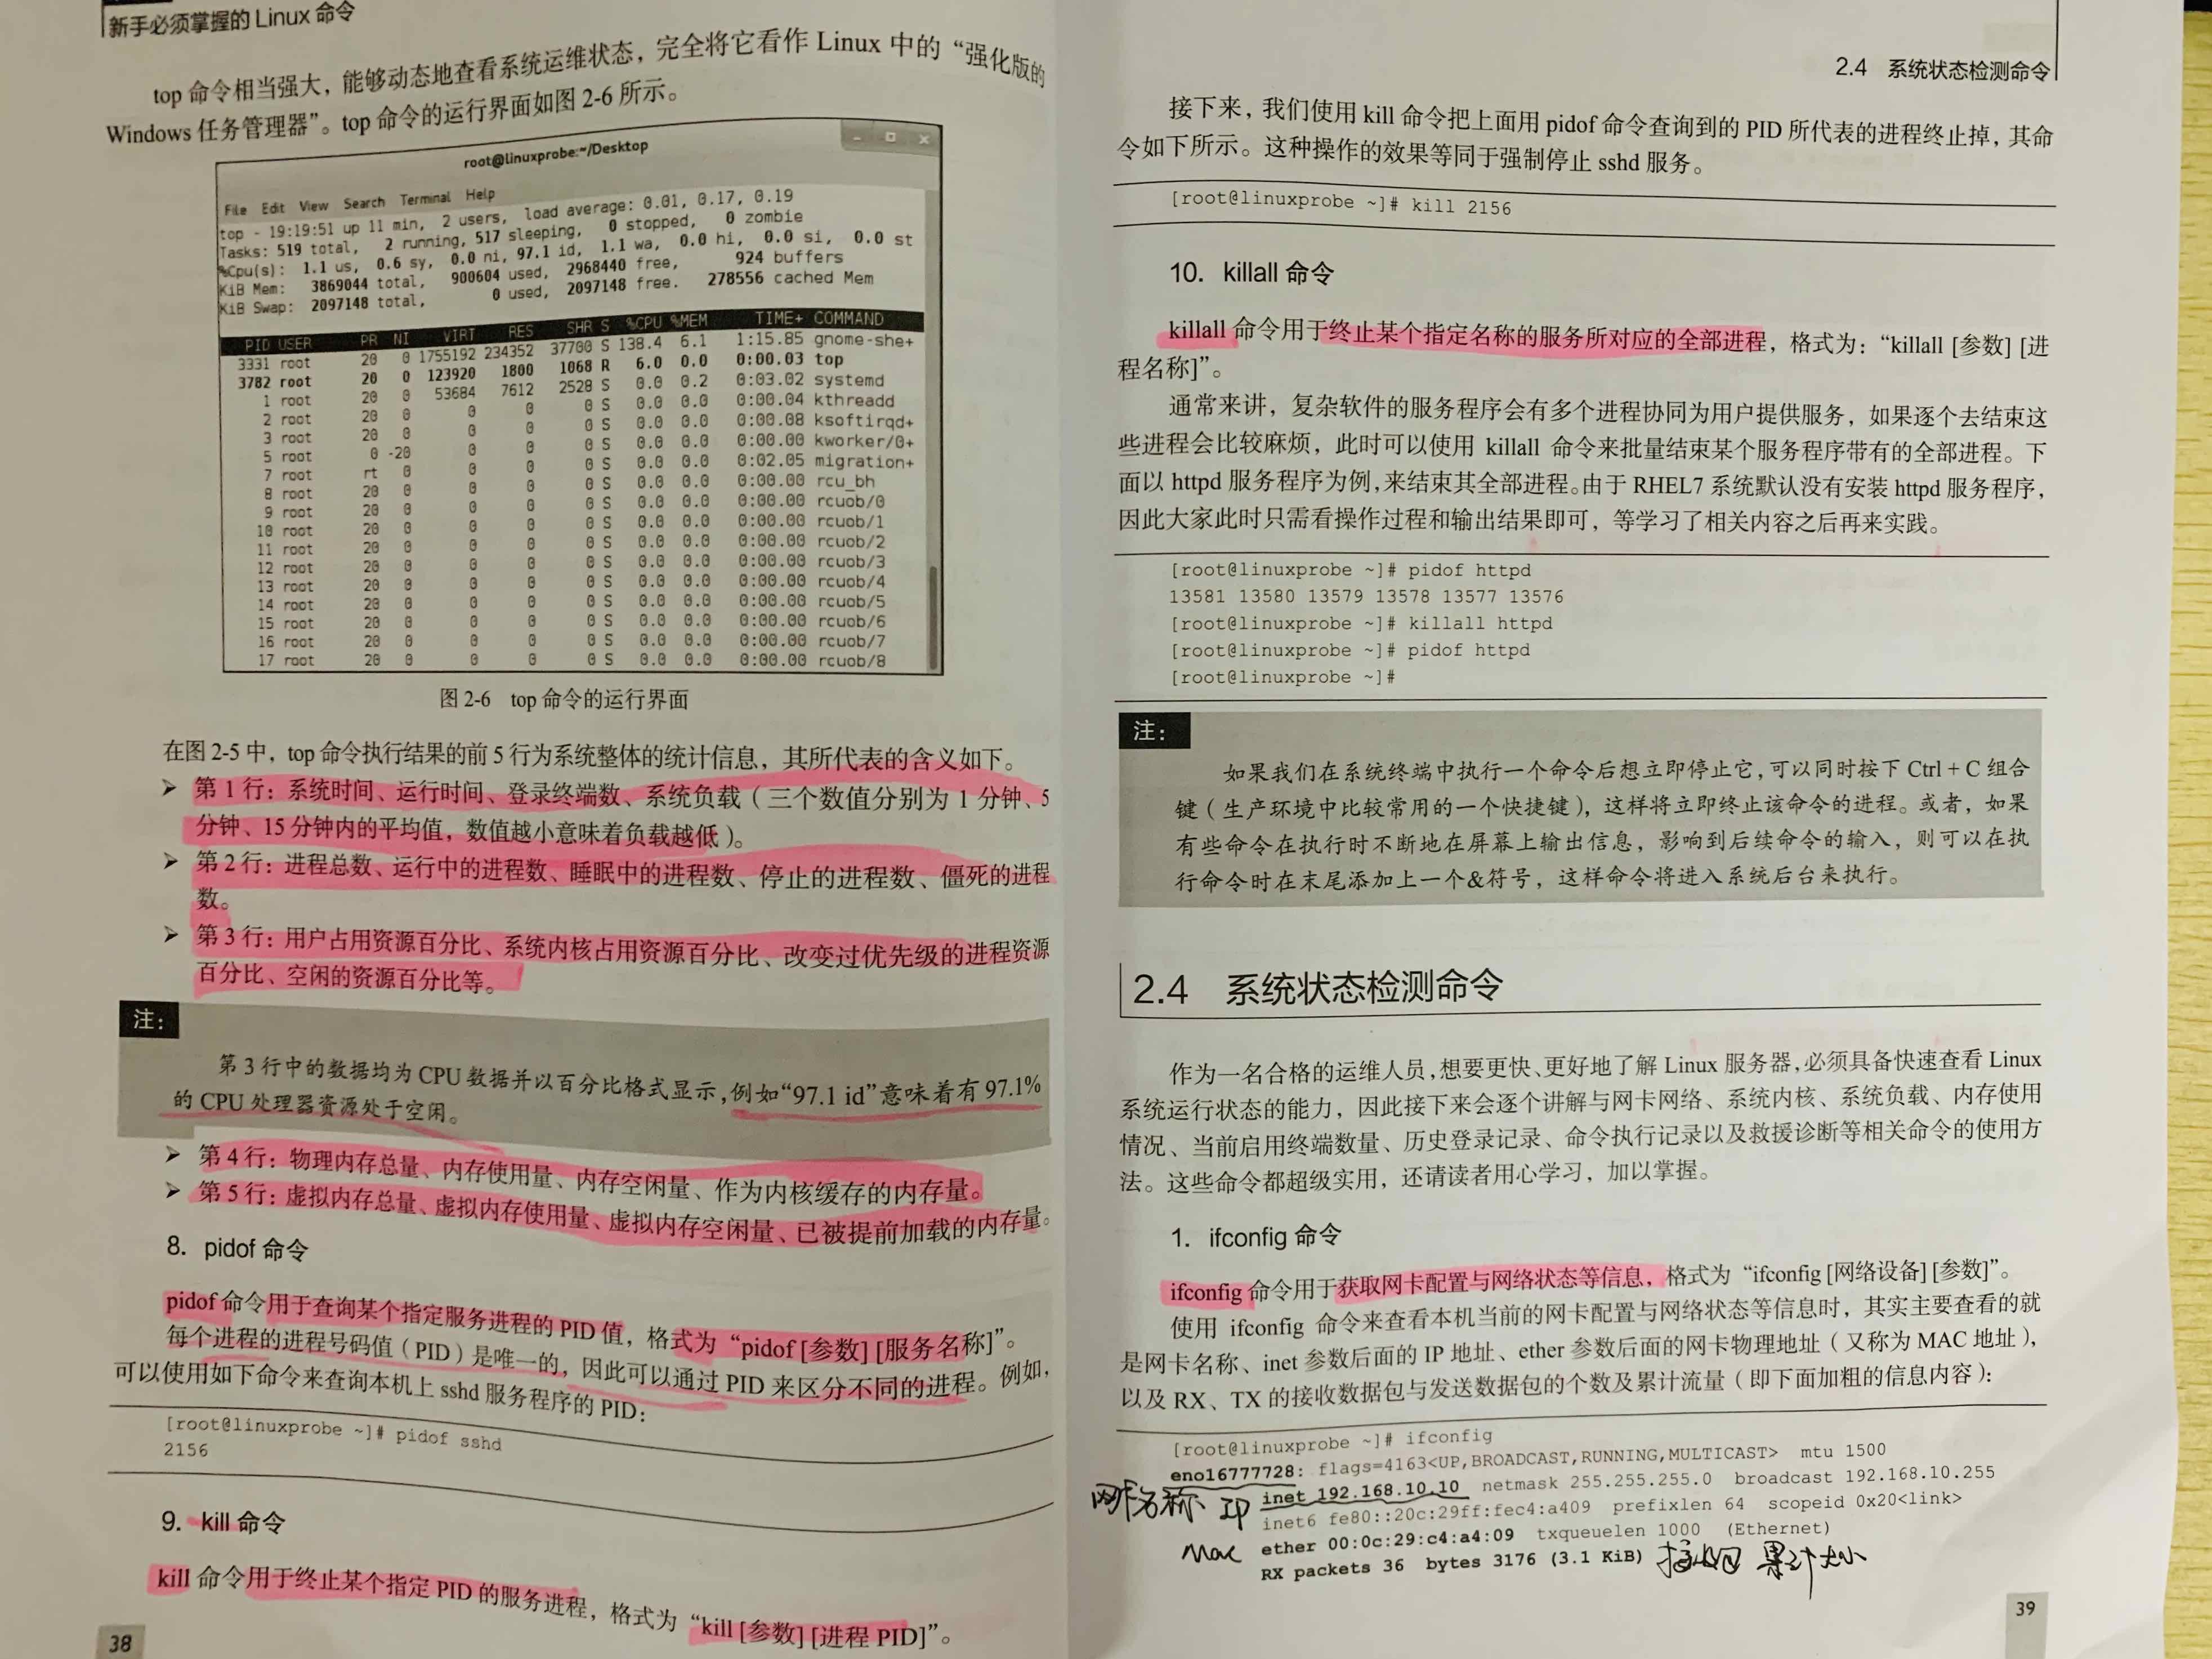 新手必须掌握的 Linux 命令
top 命令相当强大，能够动态地查看系统运维状态，完全将它看作 Linux 中的“强化版的
Windows 任务管理器”。top 命令的运行界面如图 2-6 所示。
root@linuxprobe:~/Desktop
File Edit View Search Terminal Help
top - 19:19:51 up 11 min, 2 users, load average: 0.01, 0.17, 0.19
Tasks: 519 total, 2 running, 517 sleeping, 0 stopped, 0 zombie
%Cpu(s): 1.1 us, 0.6 sy, 0.0 ni, 97.1 id, 1.1 wa, 0.0 hi, 0.0 si, 0.0 st
KiB Mem: 3869044 total, 900604 used, 2968440 free, 924 buffers
KiB Swap: 2097148 total, 0 used, 2097148 free. 278556 cached Mem
PID USER PR NI VIRT RES SHR S %CPU %MEM TIME+ COMMAND
3331 root 20 0 1755192 234352 37700 S 138.4 6.1 1:15.85 gnome-she+
3782 root 20 0 123920 1800 1068 R 6.0 0.0 0:00.03 top
1 root 20 0 53684 7612 2528 S 0.0 0.2 0:03.02 systemd
2 root 20 0 0 0 0 S 0.0 0.0 0:00.04 kthreadd
3 root 20 0 0 0 0 S 0.0 0.0 0:00.08 ksoftirqd+
5 root 0 -20 0 0 0 S 0.0 0.0 0:00.00 kworker/0+
7 root rt 0 0 0 0 S 0.0 0.0 0:02.05 migration+
8 root 20 0 0 0 0 S 0.0 0.0 0:00.00 rcu_bh
9 root 20 0 0 0 0 S 0.0 0.0 0:00.00 rcuob/0
10 root 20 0 0 0 0 S 0.0 0.0 0:00.00 rcuob/1
11 root 20 0 0 0 0 S 0.0 0.0 0:00.00 rcuob/2
12 root 20 0 0 0 0 S 0.0 0.0 0:00.00 rcuob/3
13 root 20 0 0 0 0 S 0.0 0.0 0:00.00 rcuob/4
14 root 20 0 0 0 0 S 0.0 0.0 0:00.00 rcuob/5
15 root 20 0 0 0 0 S 0.0 0.0 0:00.00 rcuob/6
16 root 20 0 0 0 0 S 0.0 0.0 0:00.00 rcuob/7
17 root 20 0 0 0 0 S 0.0 0.0 0:00.00 rcuob/8
图 2-6 top 命令的运行界面
在图 2-5 中，top 命令执行结果的前 5 行为系统整体的统计信息，其所代表的含义如下。
➢ 第 1 行：系统时间、运行时间、登录终端数、系统负载（三个数值分别为 1 分钟、5
分钟、15 分钟内的平均值，数值越小意味着负载越低）。
➢ 第 2 行：进程总数、运行中的进程数、睡眠中的进程数、停止的进程数、僵死的进程
数。
➢ 第 3 行：用户占用资源百分比、系统内核占用资源百分比、改变过优先级的进程资源
百分比、空闲的资源百分比等。
注：
第 3 行中的数据均为 CPU 数据并以百分比格式显示，例如“97.1 id”意味着有 97.1%
的 CPU 处理器资源处于空闲。
➢ 第 4 行：物理内存总量、内存使用量、内存空闲量、作为内核缓存的内存量。
➢ 第 5 行：虚拟内存总量、虚拟内存使用量、虚拟内存空闲量、已被提前加载的内存量。
8. pidof 命令
pidof 命令用于查询某个指定服务进程的 PID 值，格式为“pidof [参数] [服务名称]”。
每个进程的进程号码值（PID）是唯一的，因此可以通过 PID 来区分不同的进程。例如，
可以使用如下命令来查询本机上 sshd 服务程序的 PID：
[root@linuxprobe ~]# pidof sshd
2156
9. kill 命令
kill 命令用于终止某个指定 PID 的服务进程，格式为“kill [参数] [进程 PID]”。
38
2.4 系统状态检测命令
接下来，我们使用 kill 命令把上面用 pidof 命令查询到的 PID 所代表的进程终止掉，其命
令如下所示。这种操作的效果等同于强制停止 sshd 服务。
[root@linuxprobe ~]# kill 2156
10. killall 命令
killall 命令用于终止某个指定名称的服务所对应的全部进程，格式为：“killall [参数] [进
程名称]”。
通常来讲，复杂软件的服务程序会有多个进程协同为用户提供服务，如果逐个去结束这
些进程会比较麻烦，此时可以使用 killall 命令来批量结束某个服务程序带有的全部进程。下
面以 httpd 服务程序为例，来结束其全部进程。由于 RHEL7 系统默认没有安装 httpd 服务程序，
因此大家此时只需看操作过程和输出结果即可，等学习了相关内容之后再来实践。
[root@linuxprobe ~]# pidof httpd
13581 13580 13579 13578 13577 13576
[root@linuxprobe ~]# killall httpd
[root@linuxprobe ~]# pidof httpd
[root@linuxprobe ~]#
注：
如果我们在系统终端中执行一个命令后想立即停止它，可以同时按下 Ctrl + C 组合
键（生产环境中比较常用的一个快捷键），这样将立即终止该命令的进程。或者，如果
有些命令在执行时不断地在屏幕上输出信息，影响到后续命令的输入，则可以在执
行命令时在末尾添加上一个&符号，这样命令将进入系统后台来执行。
2.4 系统状态检测命令
作为一名合格的运维人员，想要更快、更好地了解 Linux 服务器，必须具备快速查看 Linux
系统运行状态的能力，因此接下来会逐个讲解与网卡网络、系统内核、系统负载、内存使用
情况、当前启用终端数量、历史登录记录、命令执行记录以及救援诊断等相关命令的使用方
法。这些命令都超级实用，还请读者用心学习，加以掌握。
1. ifconfig 命令
ifconfig 命令用于获取网卡配置与网络状态等信息，格式为“ifconfig [网络设备] [参数]”。
使用 ifconfig 命令来查看本机当前的网卡配置与网络状态等信息时，其实主要查看的就
是网卡名称、inet 参数后面的 IP 地址、ether 参数后面的网卡物理地址（又称为 MAC 地址），
以及 RX、TX 的接收数据包与发送数据包的个数及累计流量（即下面加粗的信息内容）：
[root@linuxprobe ~]# ifconfig
eno16777728: flags=4163<UP,BROADCAST,RUNNING,MULTICAST> mtu 1500
网卡名称 IP inet 192.168.10.10 netmask 255.255.255.0 broadcast 192.168.10.255
inet6 fe80::20c:29ff:fec4:a409 prefixlen 64 scopeid 0x20<link>
Mac ether 00:0c:29:c4:a4:09 txqueuelen 1000 (Ethernet)
RX packets 36 bytes 3176 (3.1 KiB) 接收包 累计大小
39